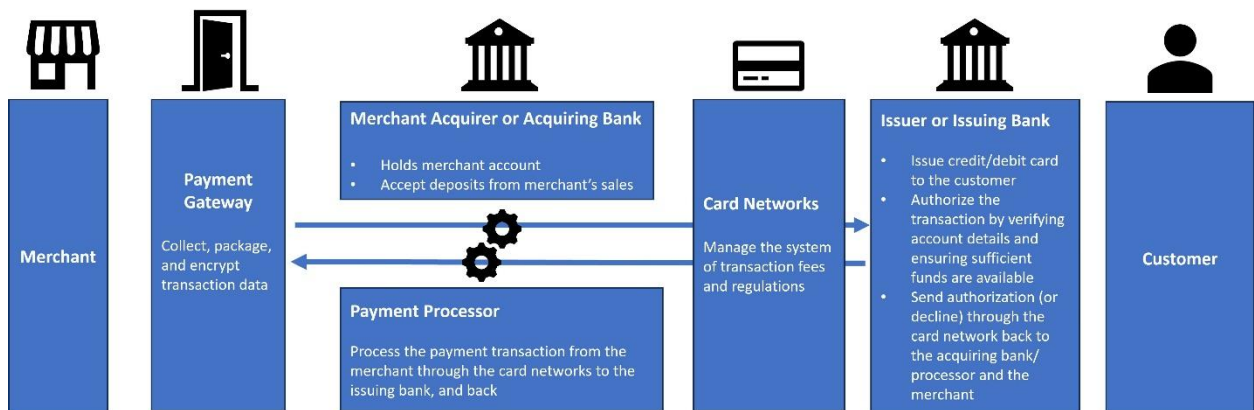 Merchant
Payment
Gateway
Collect, package,
and encrypt
transaction data
Merchant Acquirer or Acquiring Bank
• Holds merchant account
• Accept deposits from merchant's sales
Payment Processor
Process the payment transaction from the
merchant through the card networks to the
issuing bank, and back
Card Networks
Manage the system
of transaction fees
and regulations
Issuer or Issuing Bank
• Issue credit/debit card
to the customer
• Authorize the
transaction by verifying
account details and
ensuring sufficient
funds are available
• Send authorization (or
decline) through the
card network back to
the acquiring bank/
processor and the
merchant
Customer